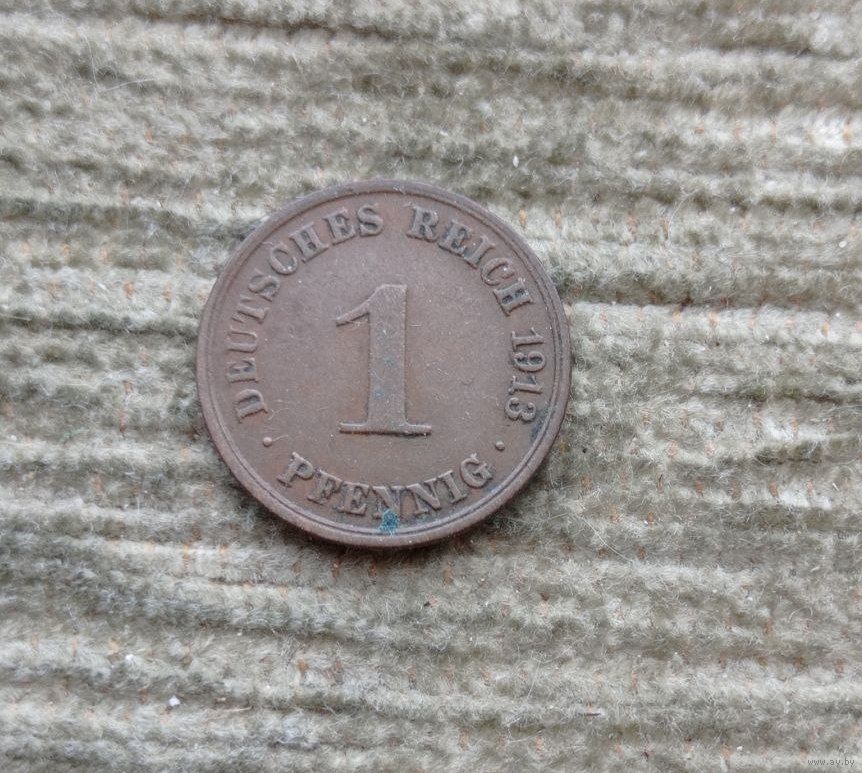 DEUTSCHES REICH 1913
1
· PFENNIG ·
www.ay.by